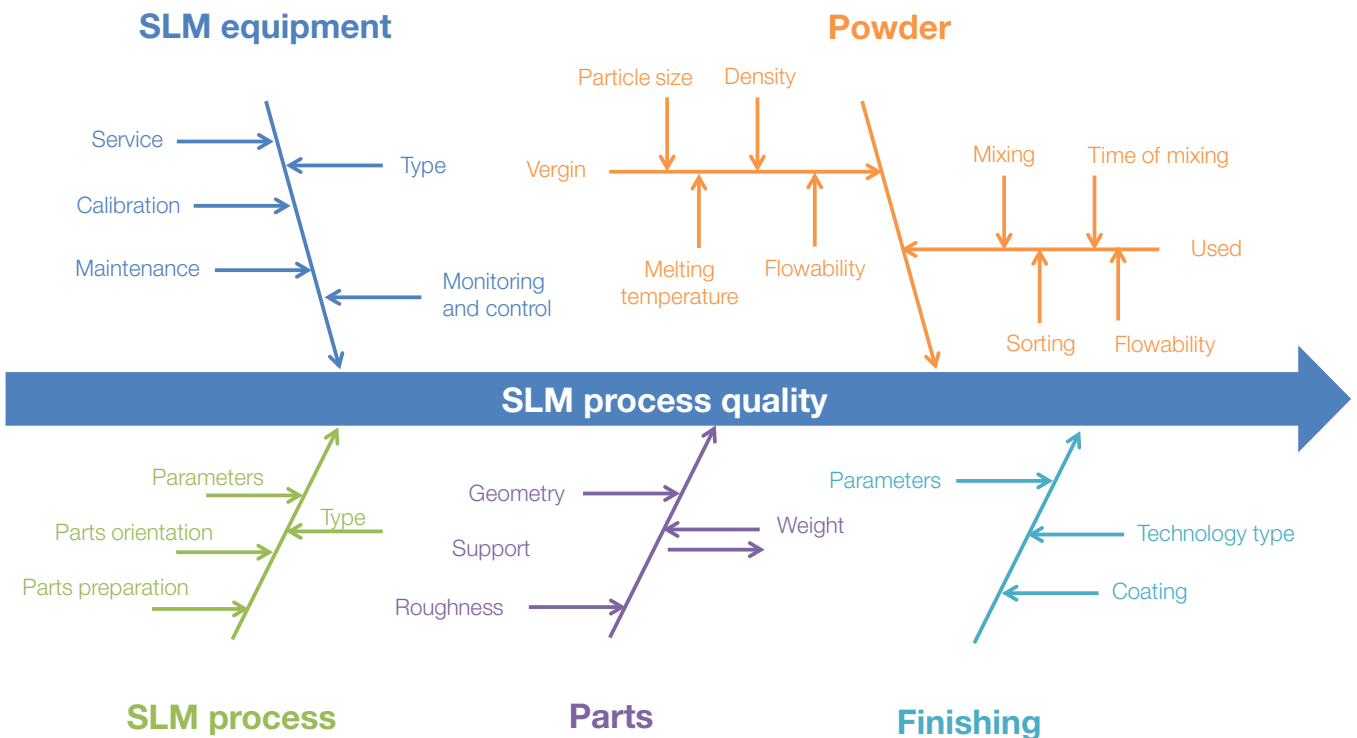 SLM equipment
Powder
Particle size
Density
Service
Type
Calibration
Maintenance
Monitoring
and control
Vergin
Mixing
Time of mixing
Melting
temperature
Flowability
Used
Sorting
Flowability
SLM process quality
Parameters
Type
Parts orientation
Parts preparation
Geometry
Weight
Support
Roughness
Parameters
Technology type
Coating
SLM process
Parts
Finishing